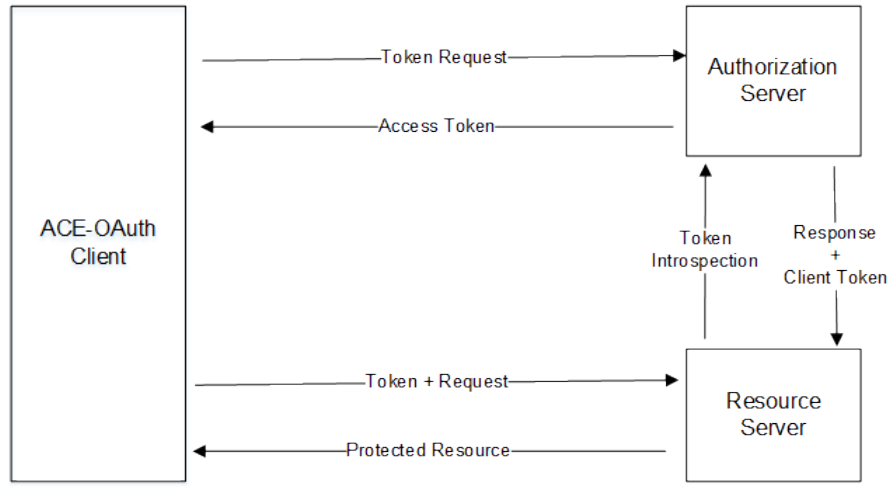 Token Request
Authorization
Server
Access Token
ACE-OAuth
Client
Token
Introspection
Response
+
Client Token
Token + Request
Resource
Server
Protected Resource